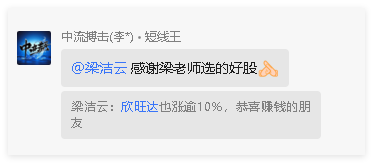 中流搏击(李*) • 短线王
@梁洁云 感谢梁老师选的好股🙏
梁洁云：欣旺达也涨逾10%，恭喜赚钱的朋
友